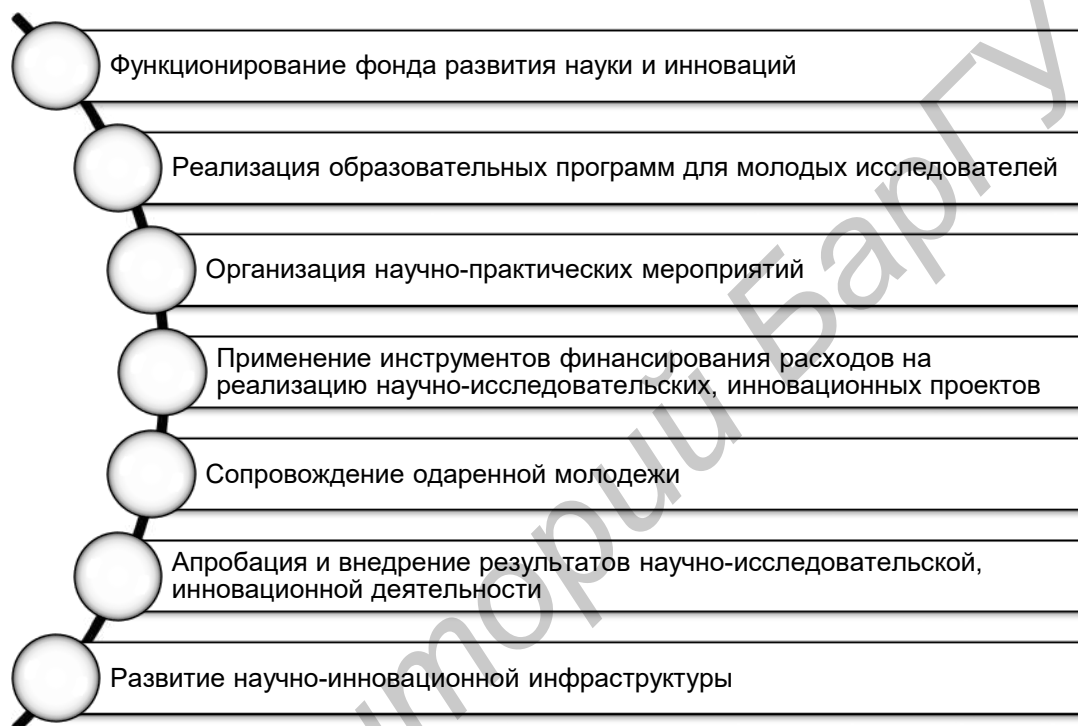 Функционирование фонда развития науки и инноваций
Реализация образовательных программ для молодых исследователей
Организация научно-практических мероприятий
Применение инструментов финансирования расходов на
реализацию научно-исследовательских, инновационных проектов
Сопровождение одаренной молодежи
Апробация и внедрение результатов научно-исследовательской,
инновационной деятельности
Развитие научно-инновационной инфраструктуры
БарГУ